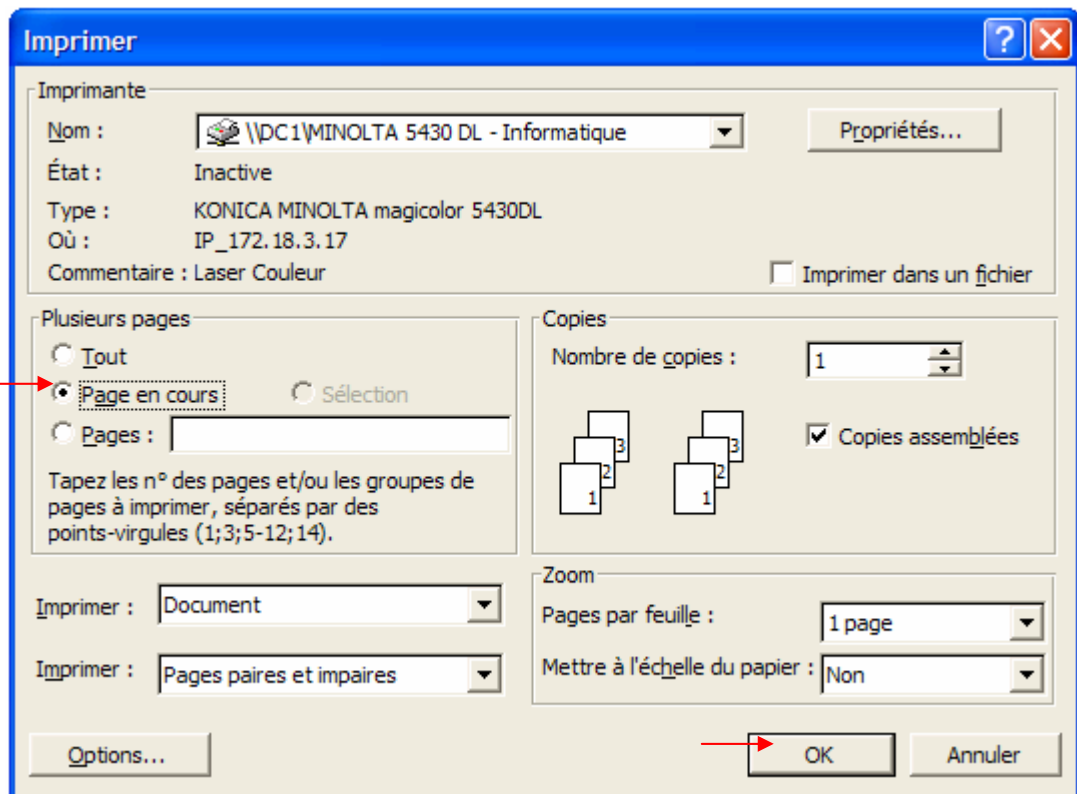 Imprimer
Imprimante
Nom :
\\DC1\MINOLTA 5430 DL - Informatique
Propriétés...
État :
Inactive
Type :
KONICA MINOLTA magicolor 5430DL
Où :
IP_172.18.3.17
Commentaire : Laser Couleur
Imprimer dans un fichier
Plusieurs pages
Tout
Page en cours
Sélection
Pages :
Tapez les n° des pages et/ou les groupes de
pages à imprimer, séparés par des
points-virgules (1;3;5-12;14).
Copies
Nombre de copies :
1
3
2
1
3
2
1
Copies assemblées
Imprimer :
Document
Imprimer :
Pages paires et impaires
Zoom
Pages par feuille :
1 page
Mettre à l'échelle du papier :
Non
Options...
OK
Annuler